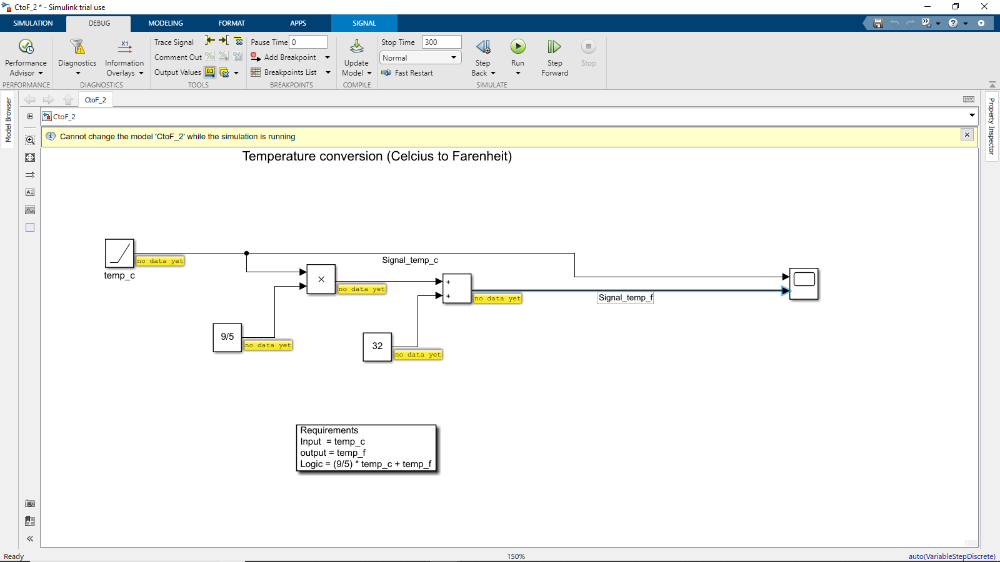 CtoF_2 * - Simulink trial use
SIMULATION DEBUG MODELING FORMAT APPS SIGNAL
Performance Advisor
PERFORMANCE
Diagnostics
Information Overlays
DIAGNOSTICS
Trace Signal
Comment Out
Output Values
TOOLS
Pause Time 0
Add Breakpoint
Breakpoints List
BREAKPOINTS
Update Model
COMPILE
Stop Time 300
Normal
Fast Restart
Step Back
Run
Step Forward
Stop
SIMULATE
Model Browser
CtoF_2
CtoF_2
Property Inspector
Cannot change the model 'CtoF_2' while the simulation is running
Temperature conversion (Celcius to Farenheit)
no data yet
temp_c
Signal_temp_c
×
no data yet
+
+
no data yet
Signal_temp_f
9/5
no data yet
32
no data yet
Requirements
Input = temp_c
output = temp_f
Logic = (9/5) * temp_c + temp_f
Ready 150% auto(VariableStepDiscrete)